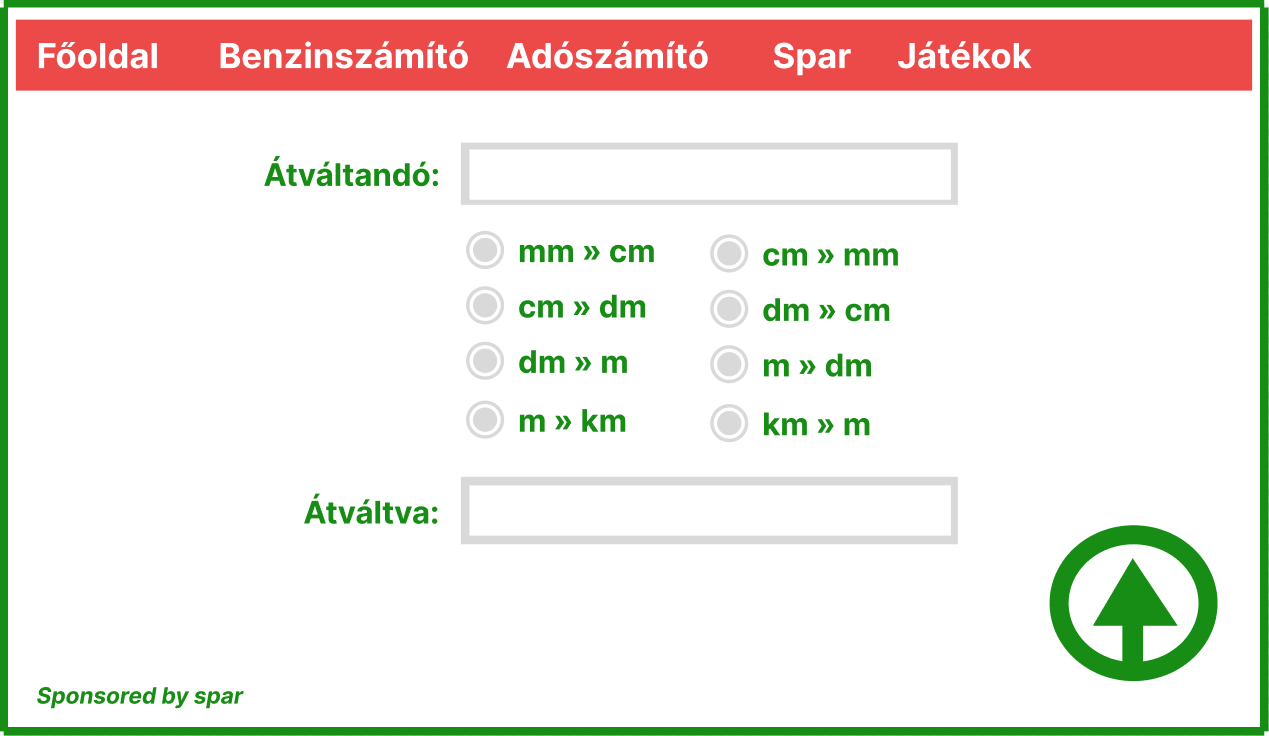 Főoldal Benzinszámító Adószámító Spar Játékok
Átváltandó:
mm » cm cm » mm
cm » dm dm » cm
dm » m m » dm
m » km km » m
Átváltva:
Sponsored by spar